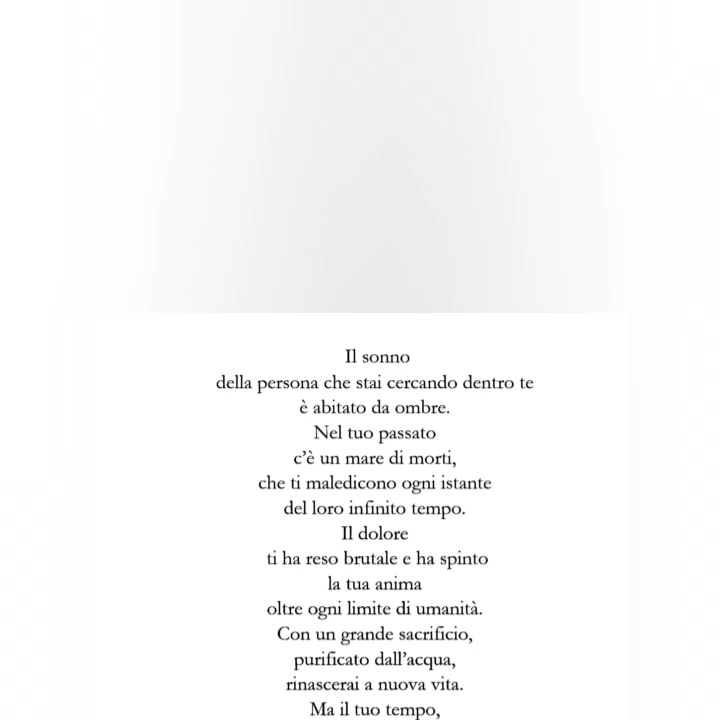 Il sonno
della persona che stai cercando dentro te
è abitato da ombre.
Nel tuo passato
c’è un mare di morti,
che ti maledicono ogni istante
del loro infinito tempo.
Il dolore
ti ha reso brutale e ha spinto
la tua anima
oltre ogni limite di umanità.
Con un grande sacrificio,
purificato dall’acqua,
rinascerai a nuova vita.
Ma il tuo tempo,